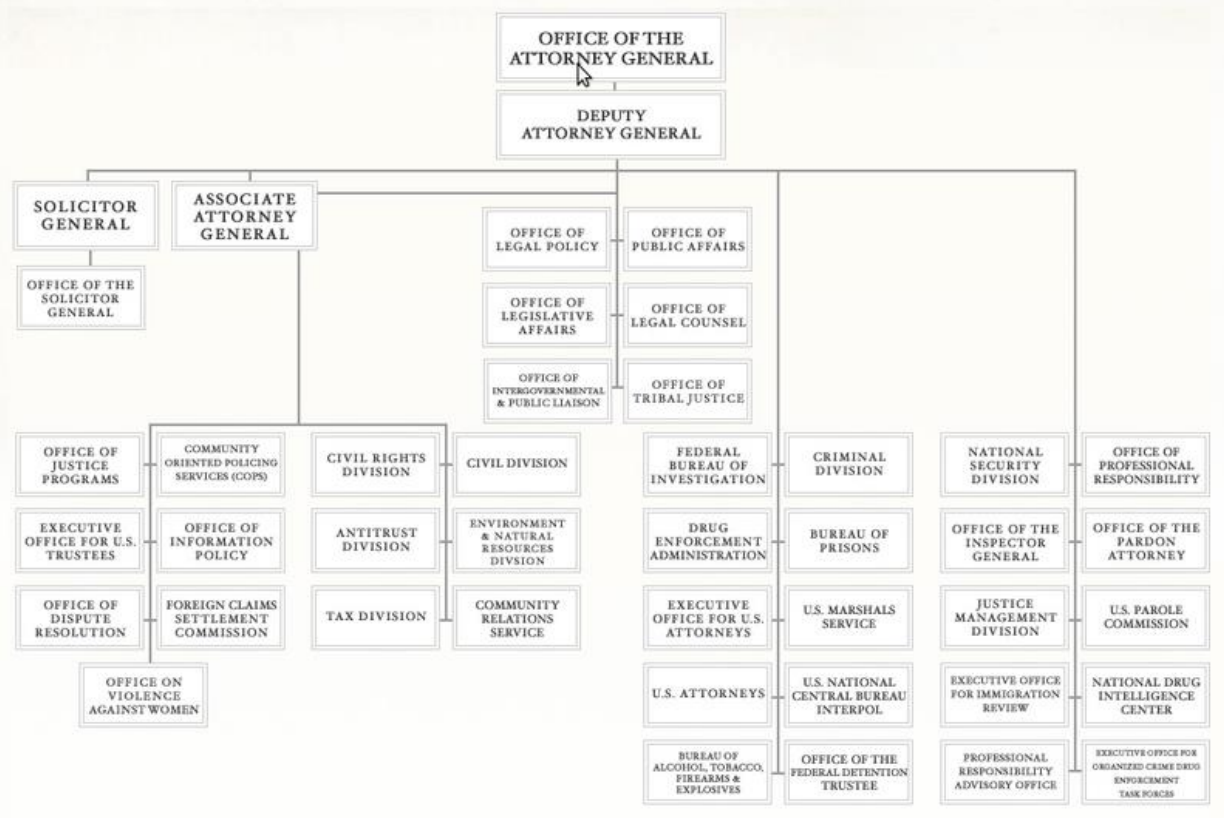 OFFICE OF THE
ATTORNEY GENERAL
DEPUTY
ATTORNEY GENERAL
SOLICITOR
GENERAL
ASSOCIATE
ATTORNEY
GENERAL
OFFICE OF THE
SOLICITOR
GENERAL
OFFICE OF
LEGAL POLICY
OFFICE OF
PUBLIC AFFAIRS
OFFICE OF
LEGISLATIVE
AFFAIRS
OFFICE OF
LEGAL COUNSEL
OFFICE OF
INTERGOVERNMENTAL
& PUBLIC LIAISON
OFFICE OF
TRIBAL JUSTICE
OFFICE OF
JUSTICE
PROGRAMS
COMMUNITY
ORIENTED POLICING
SERVICES (COPS)
CIVIL RIGHTS
DIVISION
CIVIL DIVISION
FEDERAL
BUREAU OF
INVESTIGATION
CRIMINAL
DIVISION
NATIONAL
SECURITY
DIVISION
OFFICE OF
PROFESSIONAL
RESPONSIBILITY
EXECUTIVE
OFFICE FOR U.S.
TRUSTEES
OFFICE OF
INFORMATION
POLICY
ANTITRUST
DIVISION
ENVIRONMENT
& NATURAL
RESOURCES
DIVSION
DRUG
ENFORCEMENT
ADMINISTRATION
BUREAU OF
PRISONS
OFFICE OF THE
INSPECTOR
GENERAL
OFFICE OF THE
PARDON
ATTORNEY
OFFICE OF
DISPUTE
RESOLUTION
FOREIGN CLAIMS
SETTLEMENT
COMMISSION
TAX DIVISION
COMMUNITY
RELATIONS
SERVICE
EXECUTIVE
OFFICE FOR U.S.
ATTORNEYS
U.S. MARSHALS
SERVICE
JUSTICE
MANAGEMENT
DIVISION
U.S. PAROLE
COMMISSION
OFFICE ON
VIOLENCE
AGAINST WOMEN
U.S. ATTORNEYS
U.S. NATIONAL
CENTRAL BUREAU
INTERPOL
EXECUTIVE OFFICE
FOR IMMIGRATION
REVIEW
NATIONAL DRUG
INTELLIGENCE
CENTER
BUREAU OF
ALCOHOL, TOBACCO,
FIREARMS &
EXPLOSIVES
OFFICE OF THE
FEDERAL DETENTION
TRUSTEE
PROFESSIONAL
RESPONSIBILITY
ADVISORY OFFICE
EXECUTIVE OFFICE FOR
ORGANIZED CRIME DRUG
ENFORCEMENT
TASK FORCES